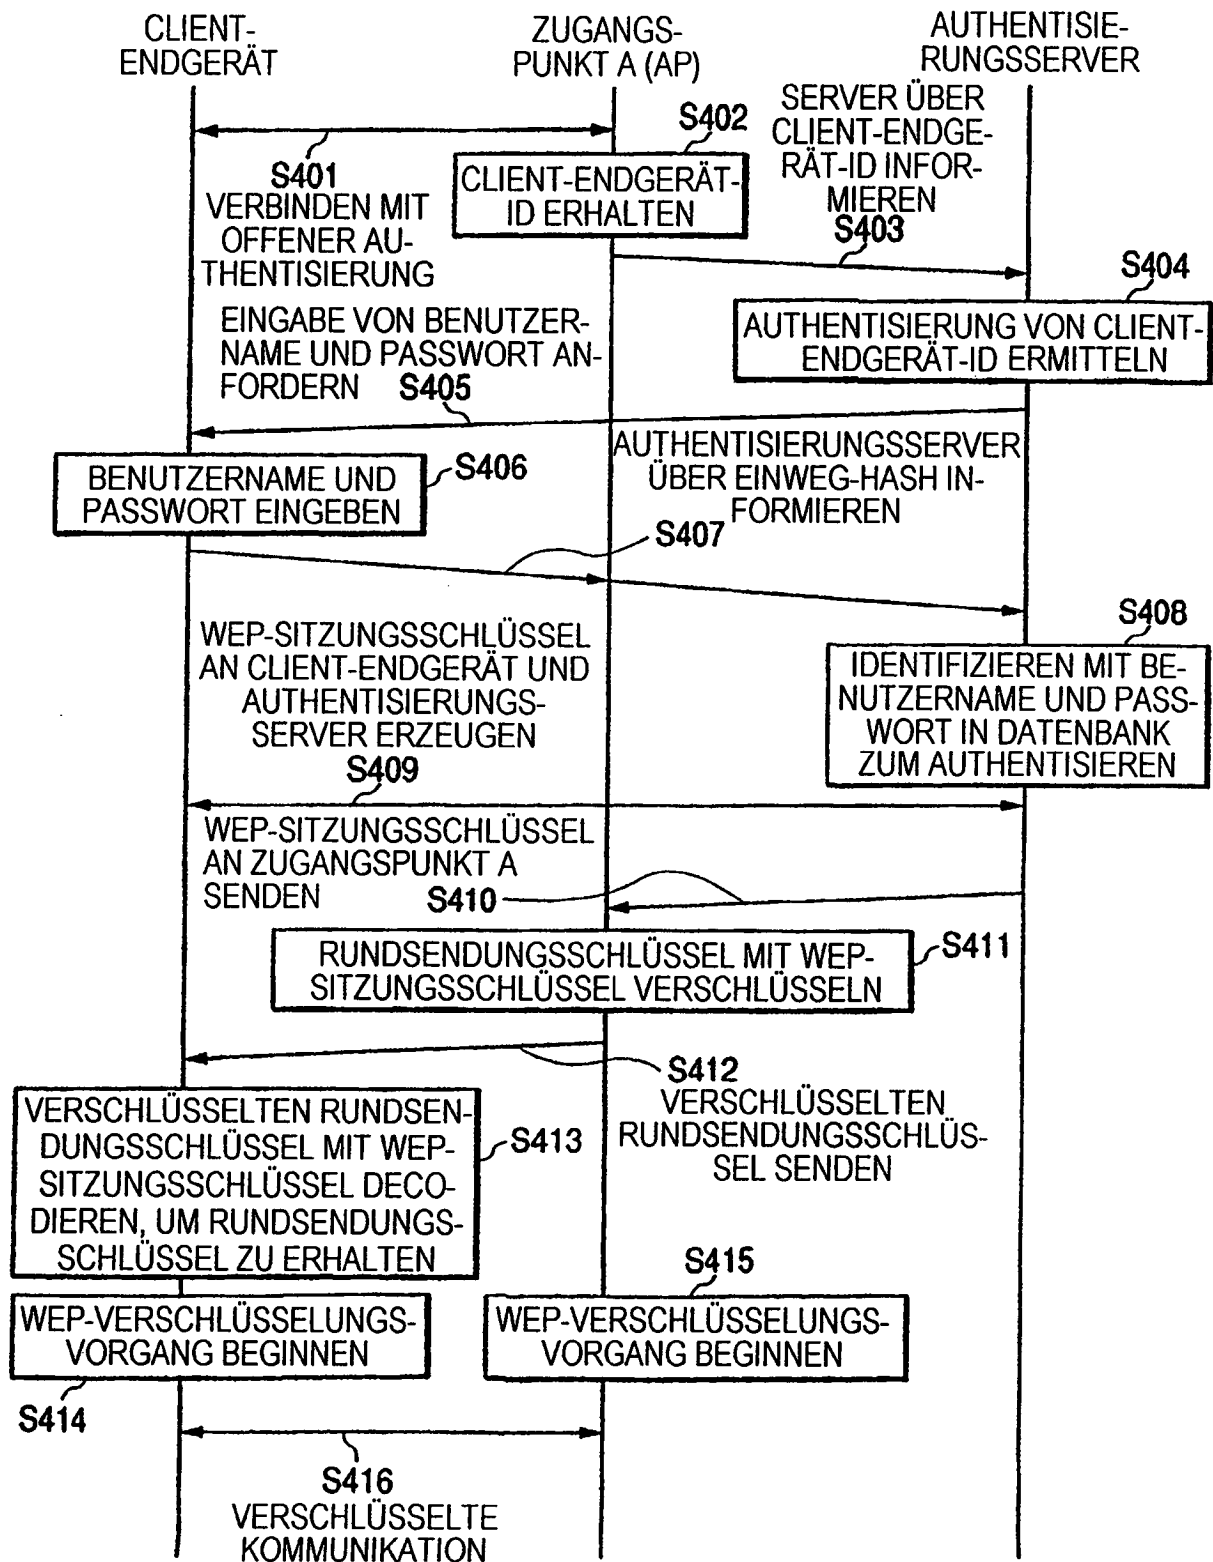 CLIENT-
ENDGERÄT
ZUGANGS-
PUNKT A (AP)
AUTHENTISIE-
RUNGSSERVER
S401
VERBINDEN MIT
OFFENER AU-
THENTISIERUNG
S402
CLIENT-ENDGERÄT-
ID ERHALTEN
SERVER ÜBER
CLIENT-ENDGE-
RÄT-ID INFOR-
MIEREN
S403
S404
AUTHENTISIERUNG VON CLIENT-
ENDGERÄT-ID ERMITTELN
EINGABE VON BENUTZER-
NAME UND PASSWORT AN-
FORDERN
S405
BENUTZERNAME UND
PASSWORT EINGEBEN
S406
AUTHENTISIERUNGSSERVER
ÜBER EINWEG-HASH IN-
FORMIEREN
S407
S408
IDENTIFIZIEREN MIT BE-
NUTZERNAME UND PASS-
WORT IN DATENBANK
ZUM AUTHENTISIEREN
WEP-SITZUNGSSCHLÜSSEL
AN CLIENT-ENDGERÄT UND
AUTHENTISIERUNGS-
SERVER ERZEUGEN
S409
WEP-SITZUNGSSCHLÜSSEL
AN ZUGANGSPUNKT A
SENDEN
S410
RUNDSENDUNGSSCHLÜSSEL MIT WEP-
SITZUNGSSCHLÜSSEL VERSCHLÜSSELN
S411
S412
VERSCHLÜSSELTEN
RUNDSENDUNGSSCHLÜS-
SEL SENDEN
VERSCHLÜSSELTEN RUNDSEN-
DUNGSSCHLÜSSEL MIT WEP-
SITZUNGSSCHLÜSSEL DECO-
DIEREN, UM RUNDSENDUNGS-
SCHLÜSSEL ZU ERHALTEN
S413
WEP-VERSCHLÜSSELUNGS-
VORGANG BEGINNEN
S414
S415
WEP-VERSCHLÜSSELUNGS-
VORGANG BEGINNEN
S416
VERSCHLÜSSELTE
KOMMUNIKATION